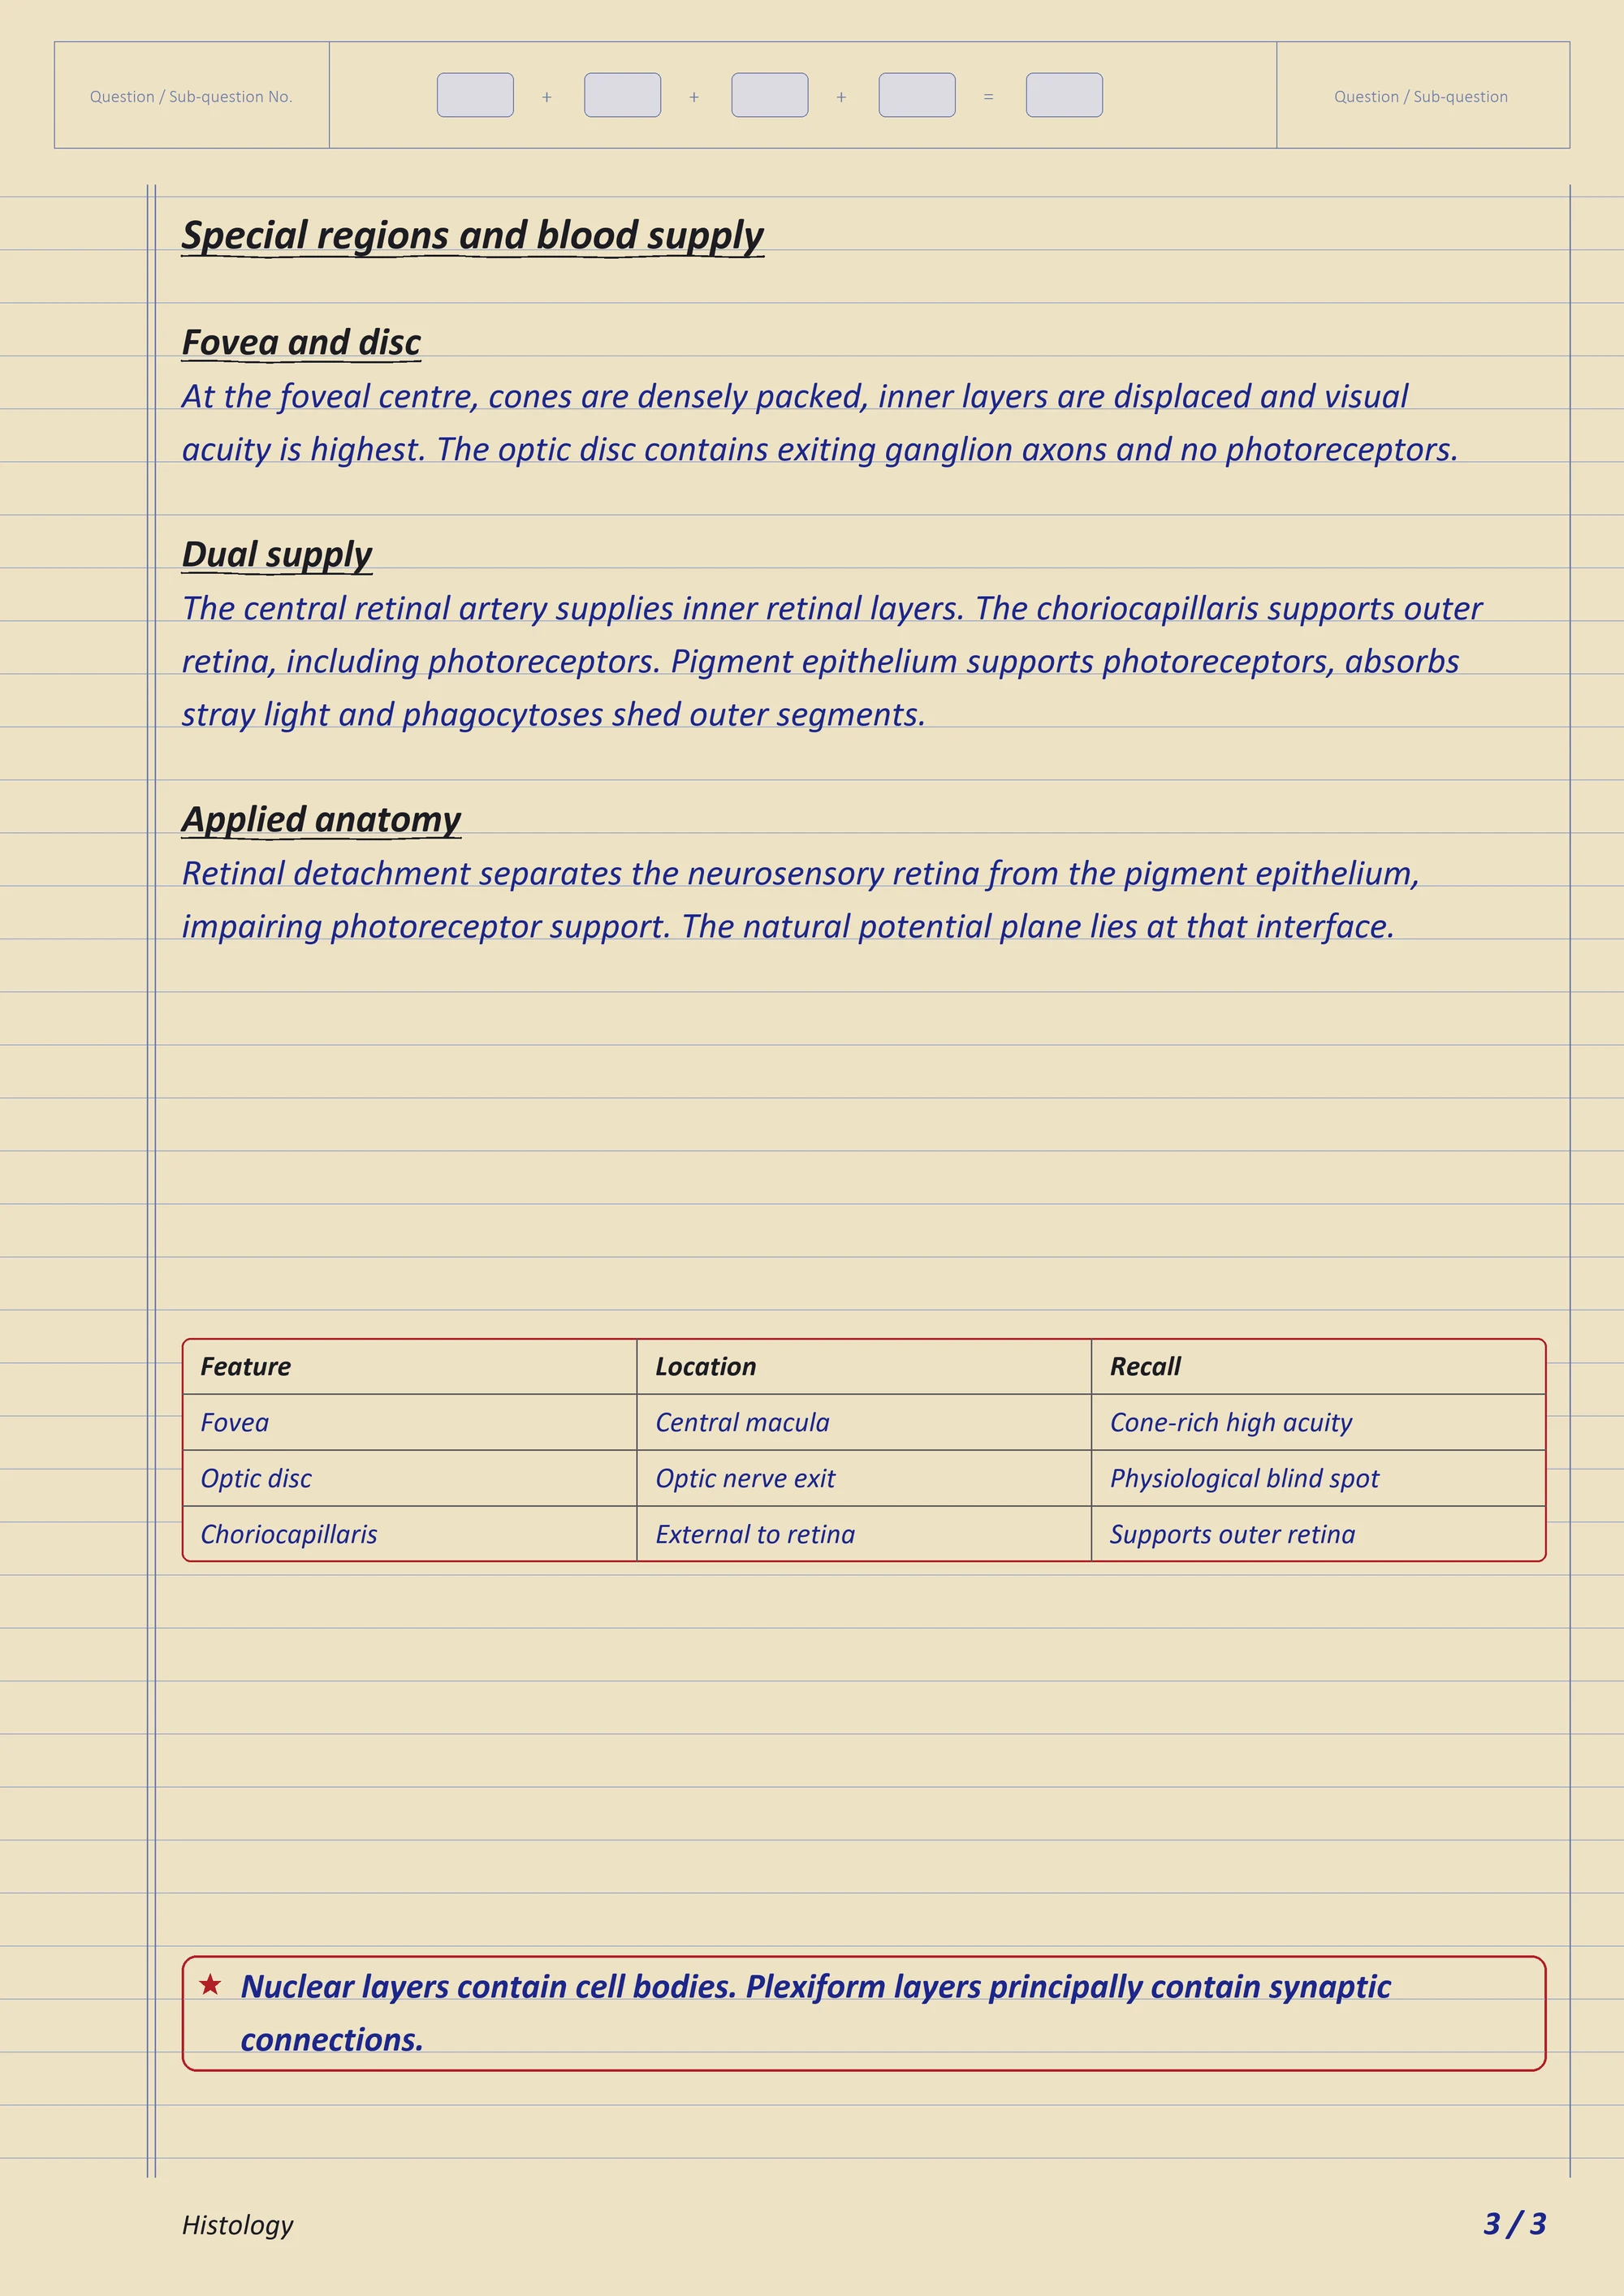 Question / Sub-question No.
+ + + =
Question / Sub-question
Special regions and blood supply
Fovea and disc
At the foveal centre, cones are densely packed, inner layers are displaced and visual
acuity is highest. The optic disc contains exiting ganglion axons and no photoreceptors.
Dual supply
The central retinal artery supplies inner retinal layers. The choriocapillaris supports outer
retina, including photoreceptors. Pigment epithelium supports photoreceptors, absorbs
stray light and phagocytoses shed outer segments.
Applied anatomy
Retinal detachment separates the neurosensory retina from the pigment epithelium,
impairing photoreceptor support. The natural potential plane lies at that interface.
Feature Location Recall
Fovea Central macula Cone-rich high acuity
Optic disc Optic nerve exit Physiological blind spot
Choriocapillaris External to retina Supports outer retina
★ Nuclear layers contain cell bodies. Plexiform layers principally contain synaptic
connections.
Histology 3 / 3